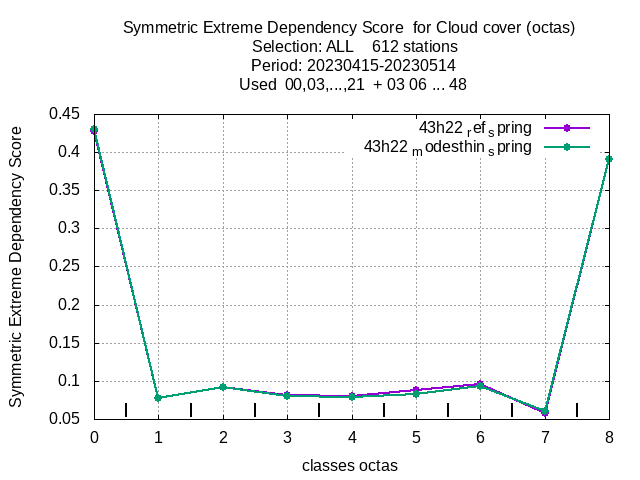 Symmetric Extreme Dependency Score  for Cloud cover (octas)
Selection: ALL    612 stations
Period: 20230415-20230514
Used  00,03,...,21  + 03 06 ... 48
43h22 ref spring
43h22 modesthin spring
0.45
0.4
0.35
0.3
0.25
0.2
0.15
0.1
0.05
Symmetric Extreme Dependency Score
0 1 2 3 4 5 6 7 8
classes octas